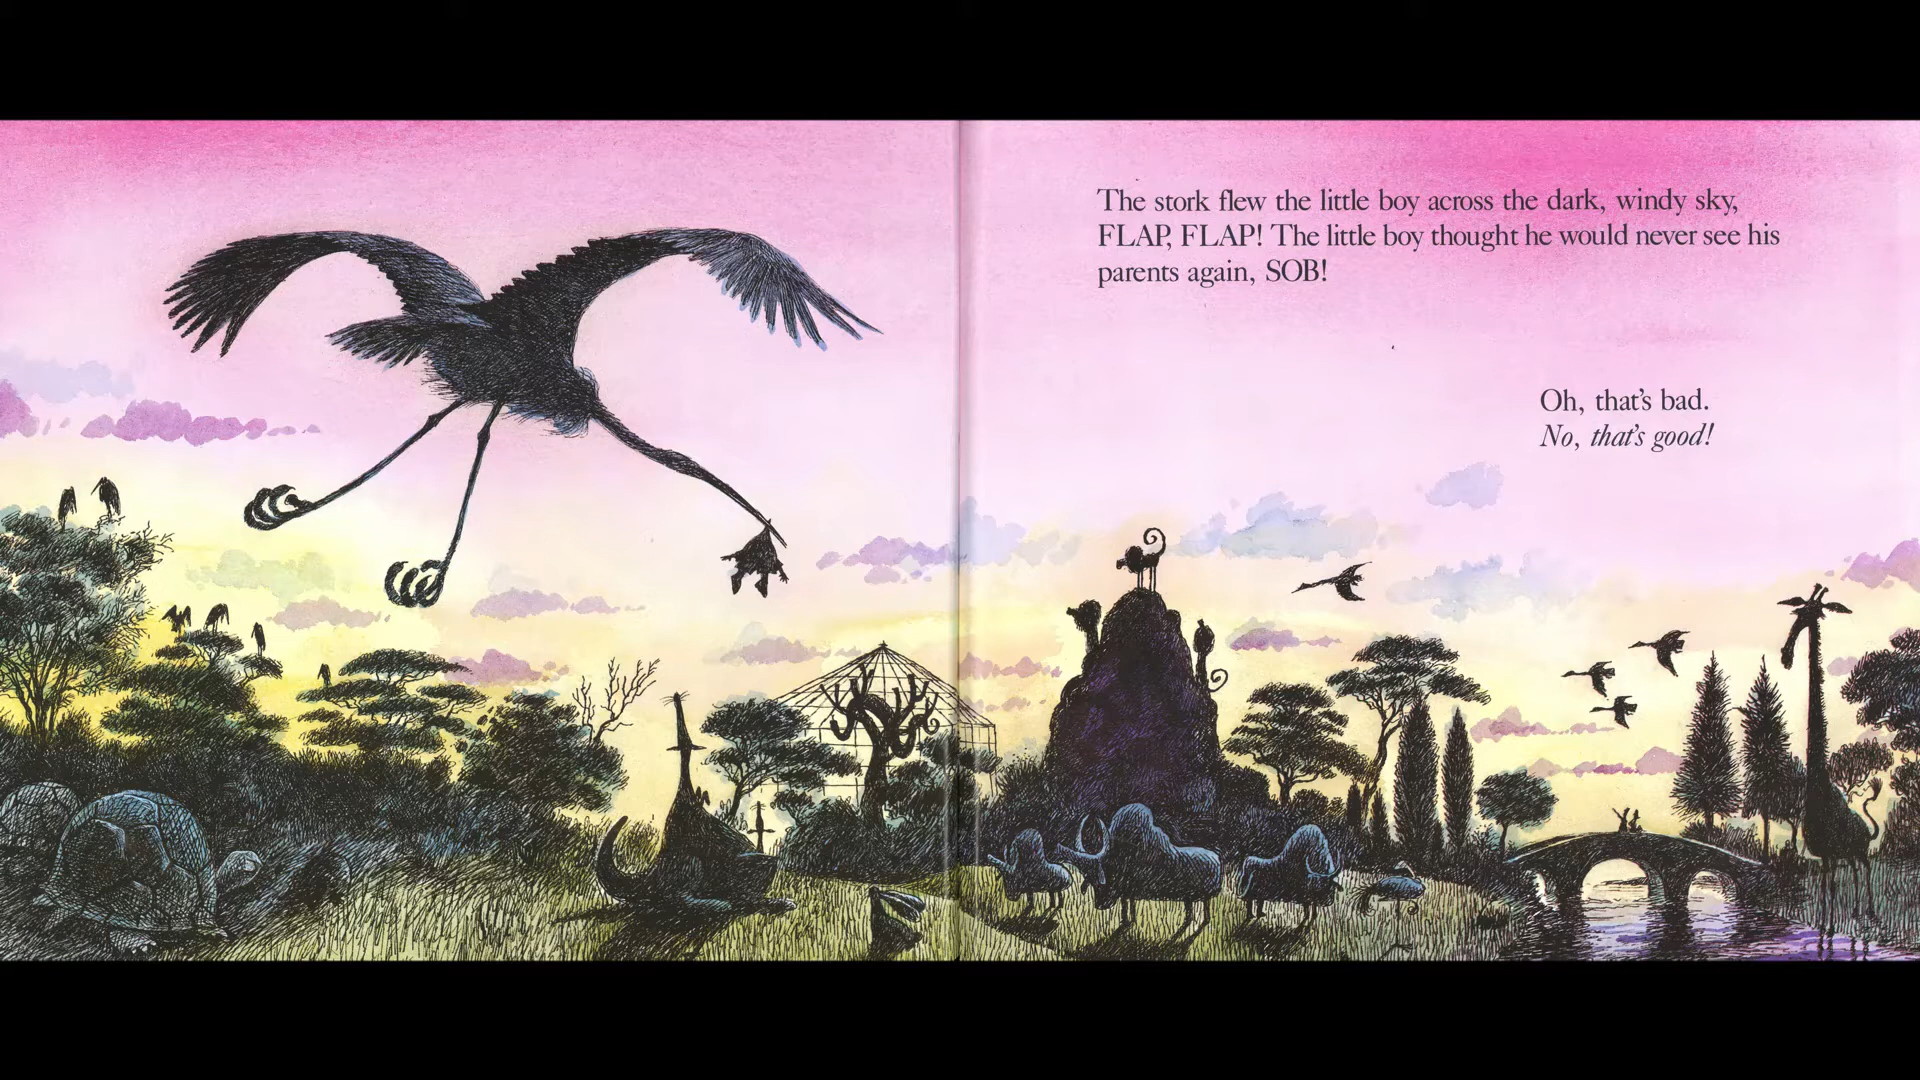 The stork flew the little boy across the dark, windy sky,
FLAP, FLAP! The little boy thought he would never see his
parents again, SOB!
Oh, that's bad.
No, that's good!